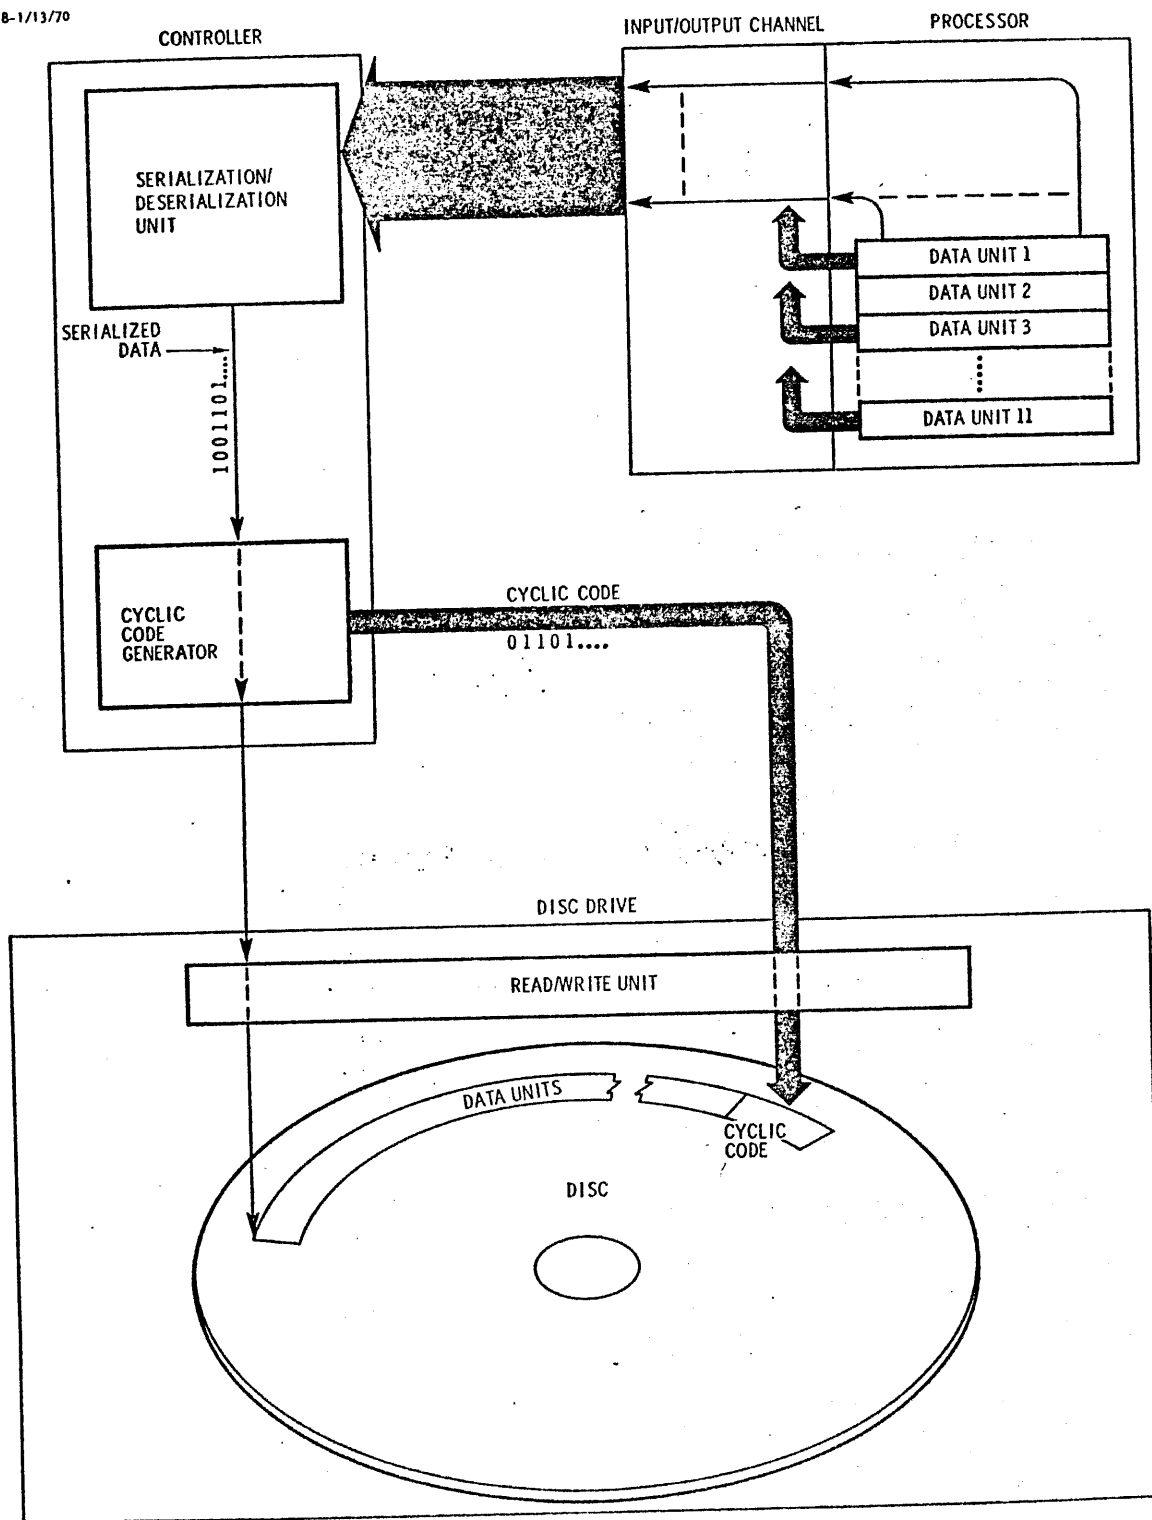 8-1/13/70
CONTROLLER
INPUT/OUTPUT CHANNEL
PROCESSOR
SERIALIZATION/
DESERIALIZATION
UNIT
DATA UNIT 1
DATA UNIT 2
DATA UNIT 3
DATA UNIT 11
SERIALIZED
DATA
1001101....
CYCLIC
CODE
GENERATOR
CYCLIC CODE
01101....
DISC DRIVE
READ/WRITE UNIT
DATA UNITS
CYCLIC
CODE
DISC